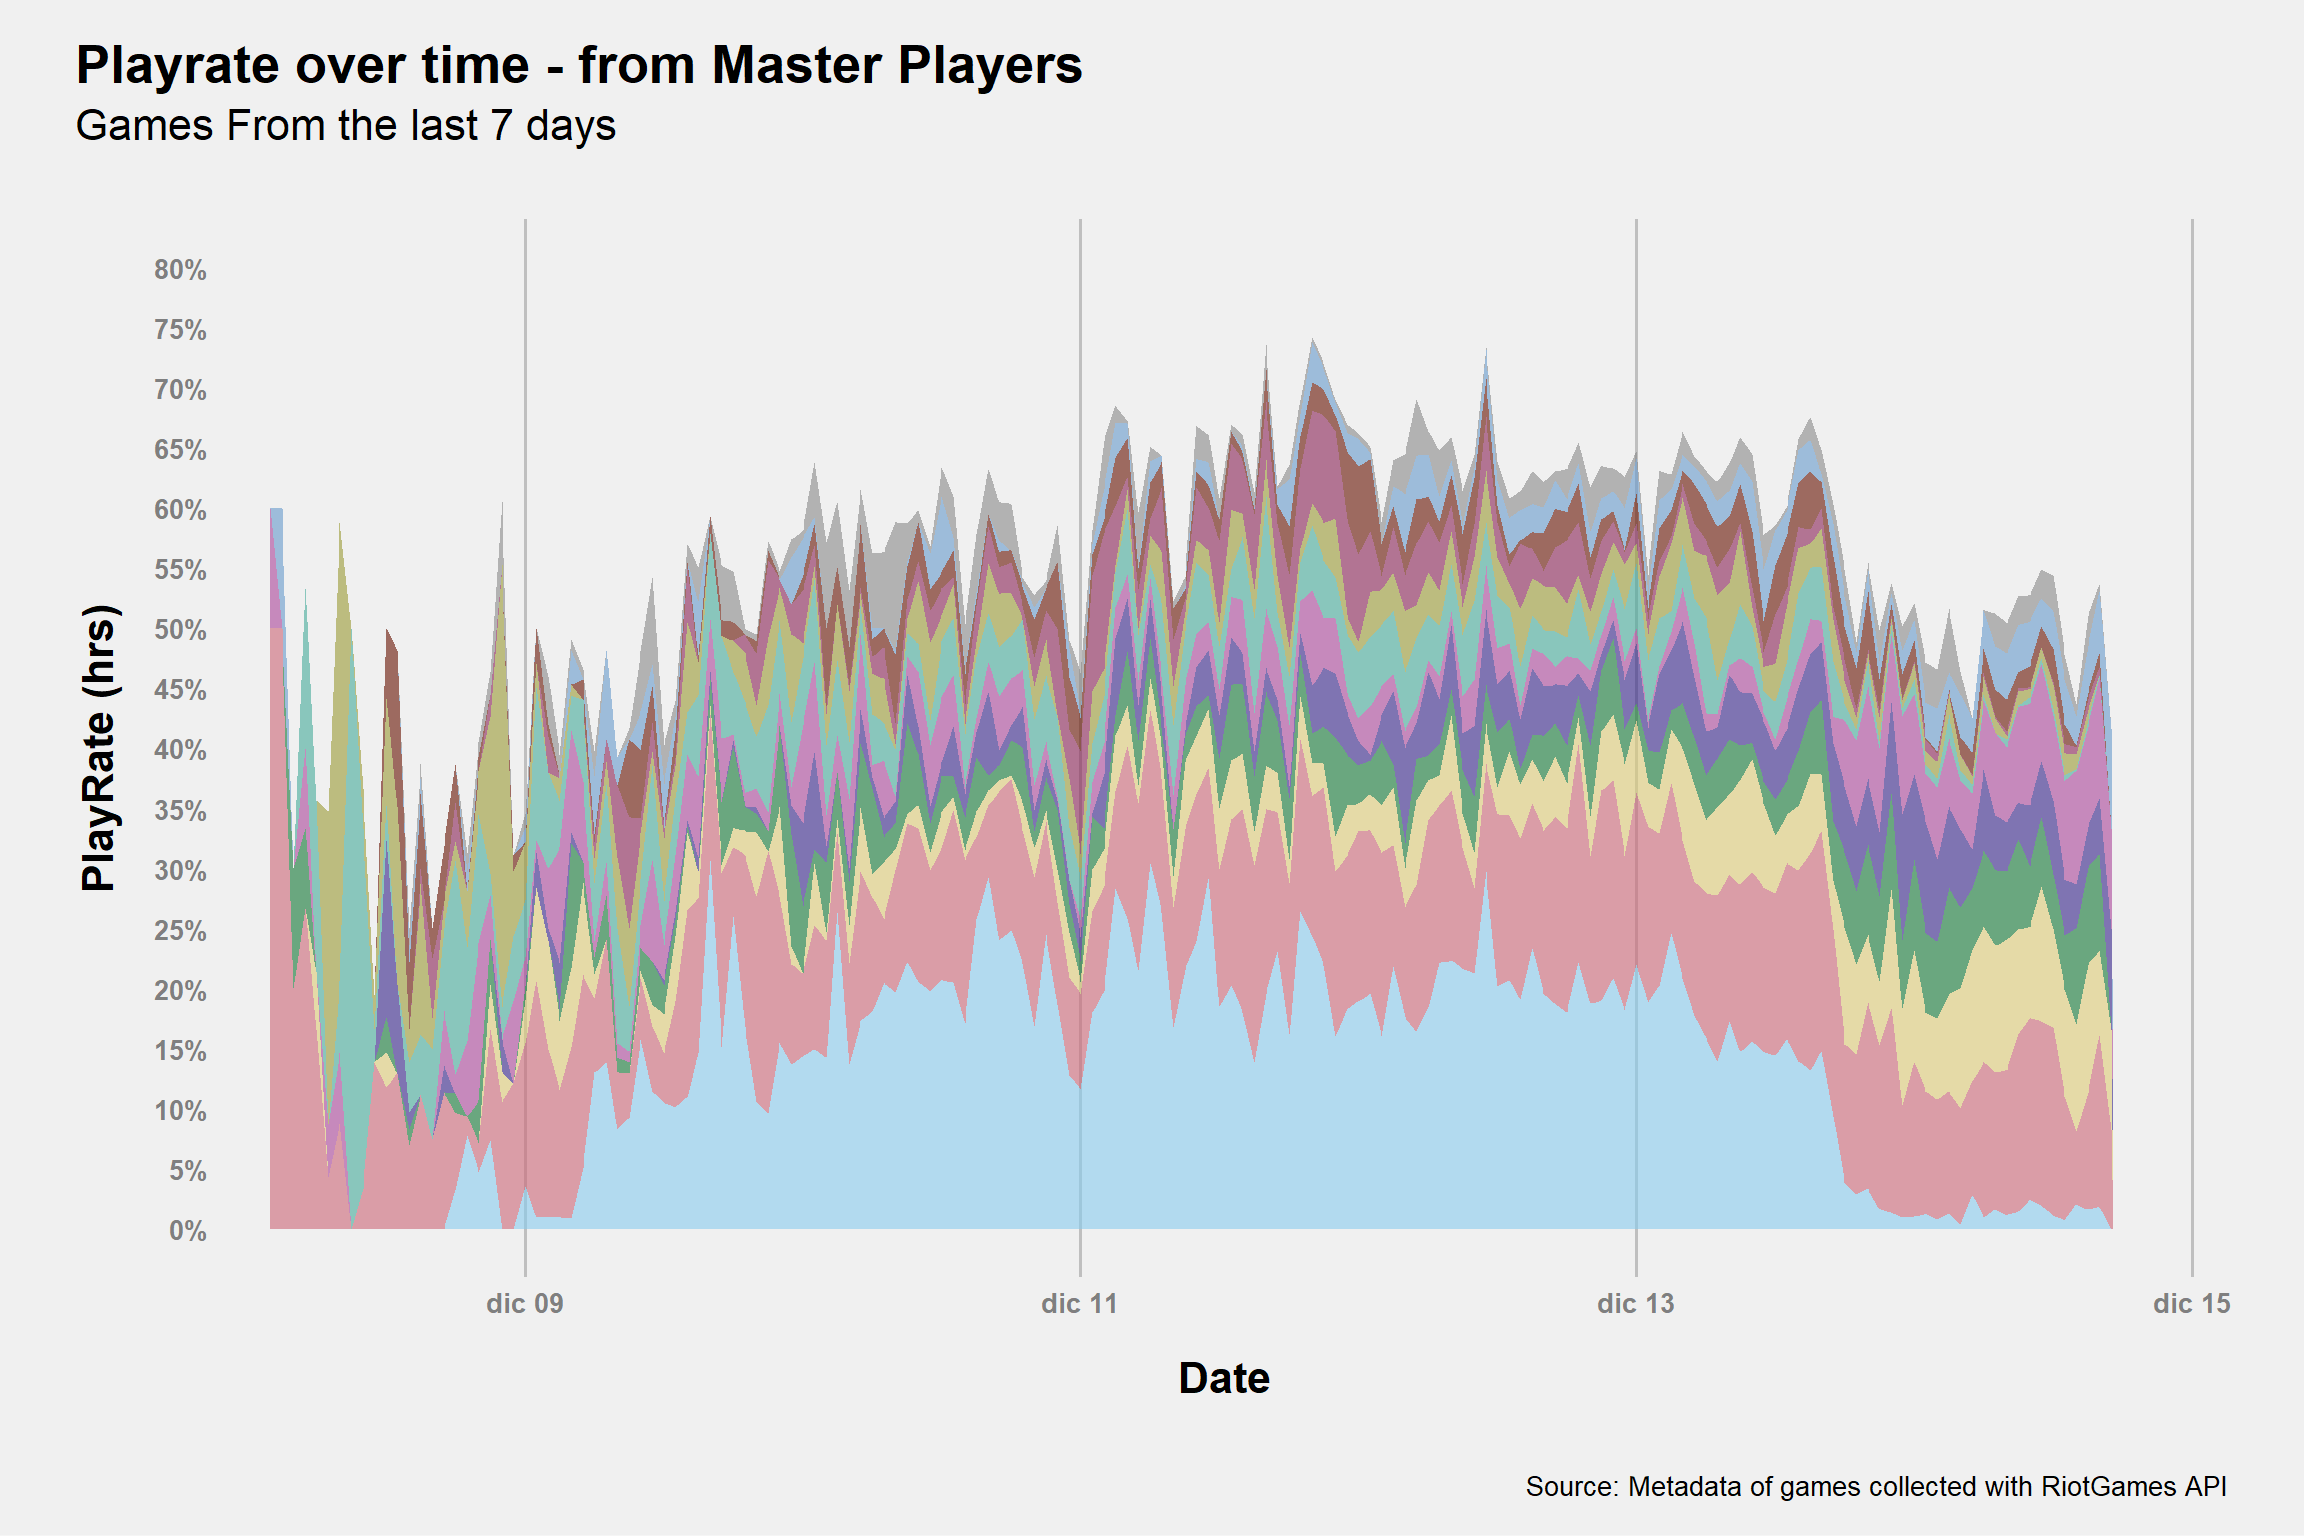 Playrate over time - from Master Players
Games From the last 7 days
80%
75%
70%
65%
60%
55%
50%
45%
40%
35%
30%
25%
20%
15%
10%
5%
0%
PlayRate (hrs)
dic 09
dic 11
dic 13
dic 15
Date
Source: Metadata of games collected with RiotGames API